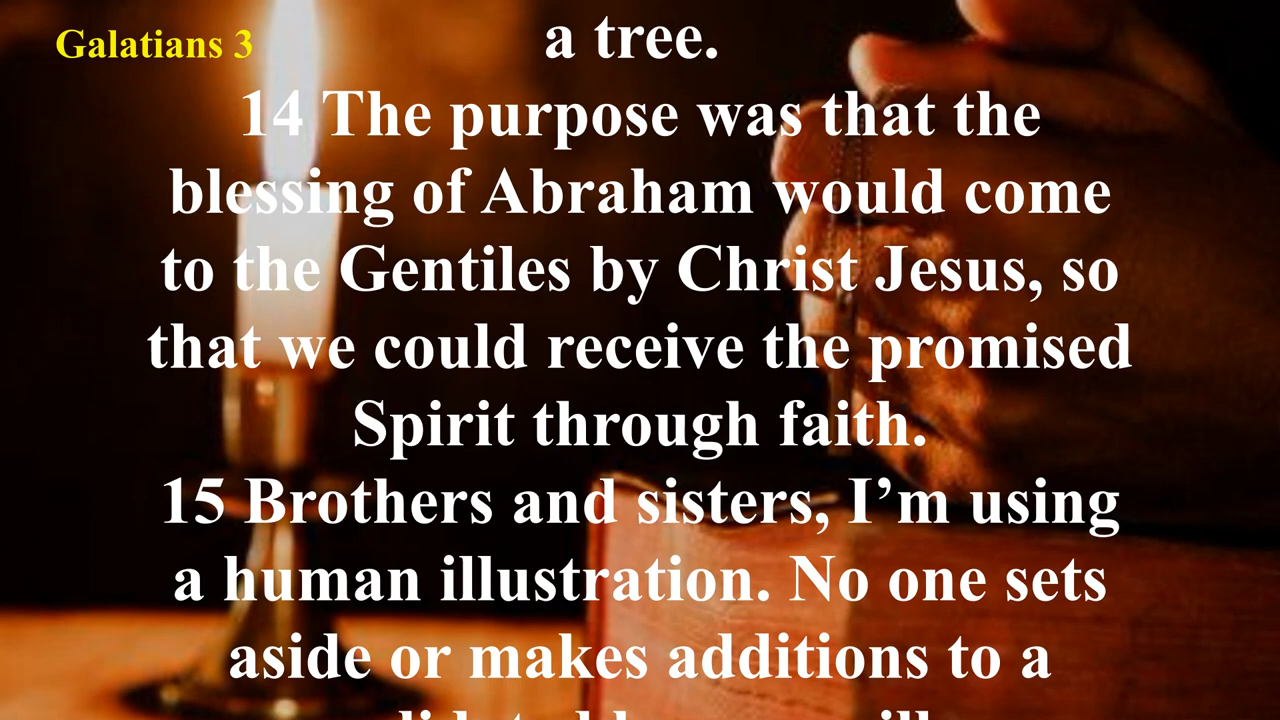 Galatians 3
a tree.
14 The purpose was that the
blessing of Abraham would come
to the Gentiles by Christ Jesus, so
that we could receive the promised
Spirit through faith.
15 Brothers and sisters, I’m using
a human illustration. No one sets
aside or makes additions to a